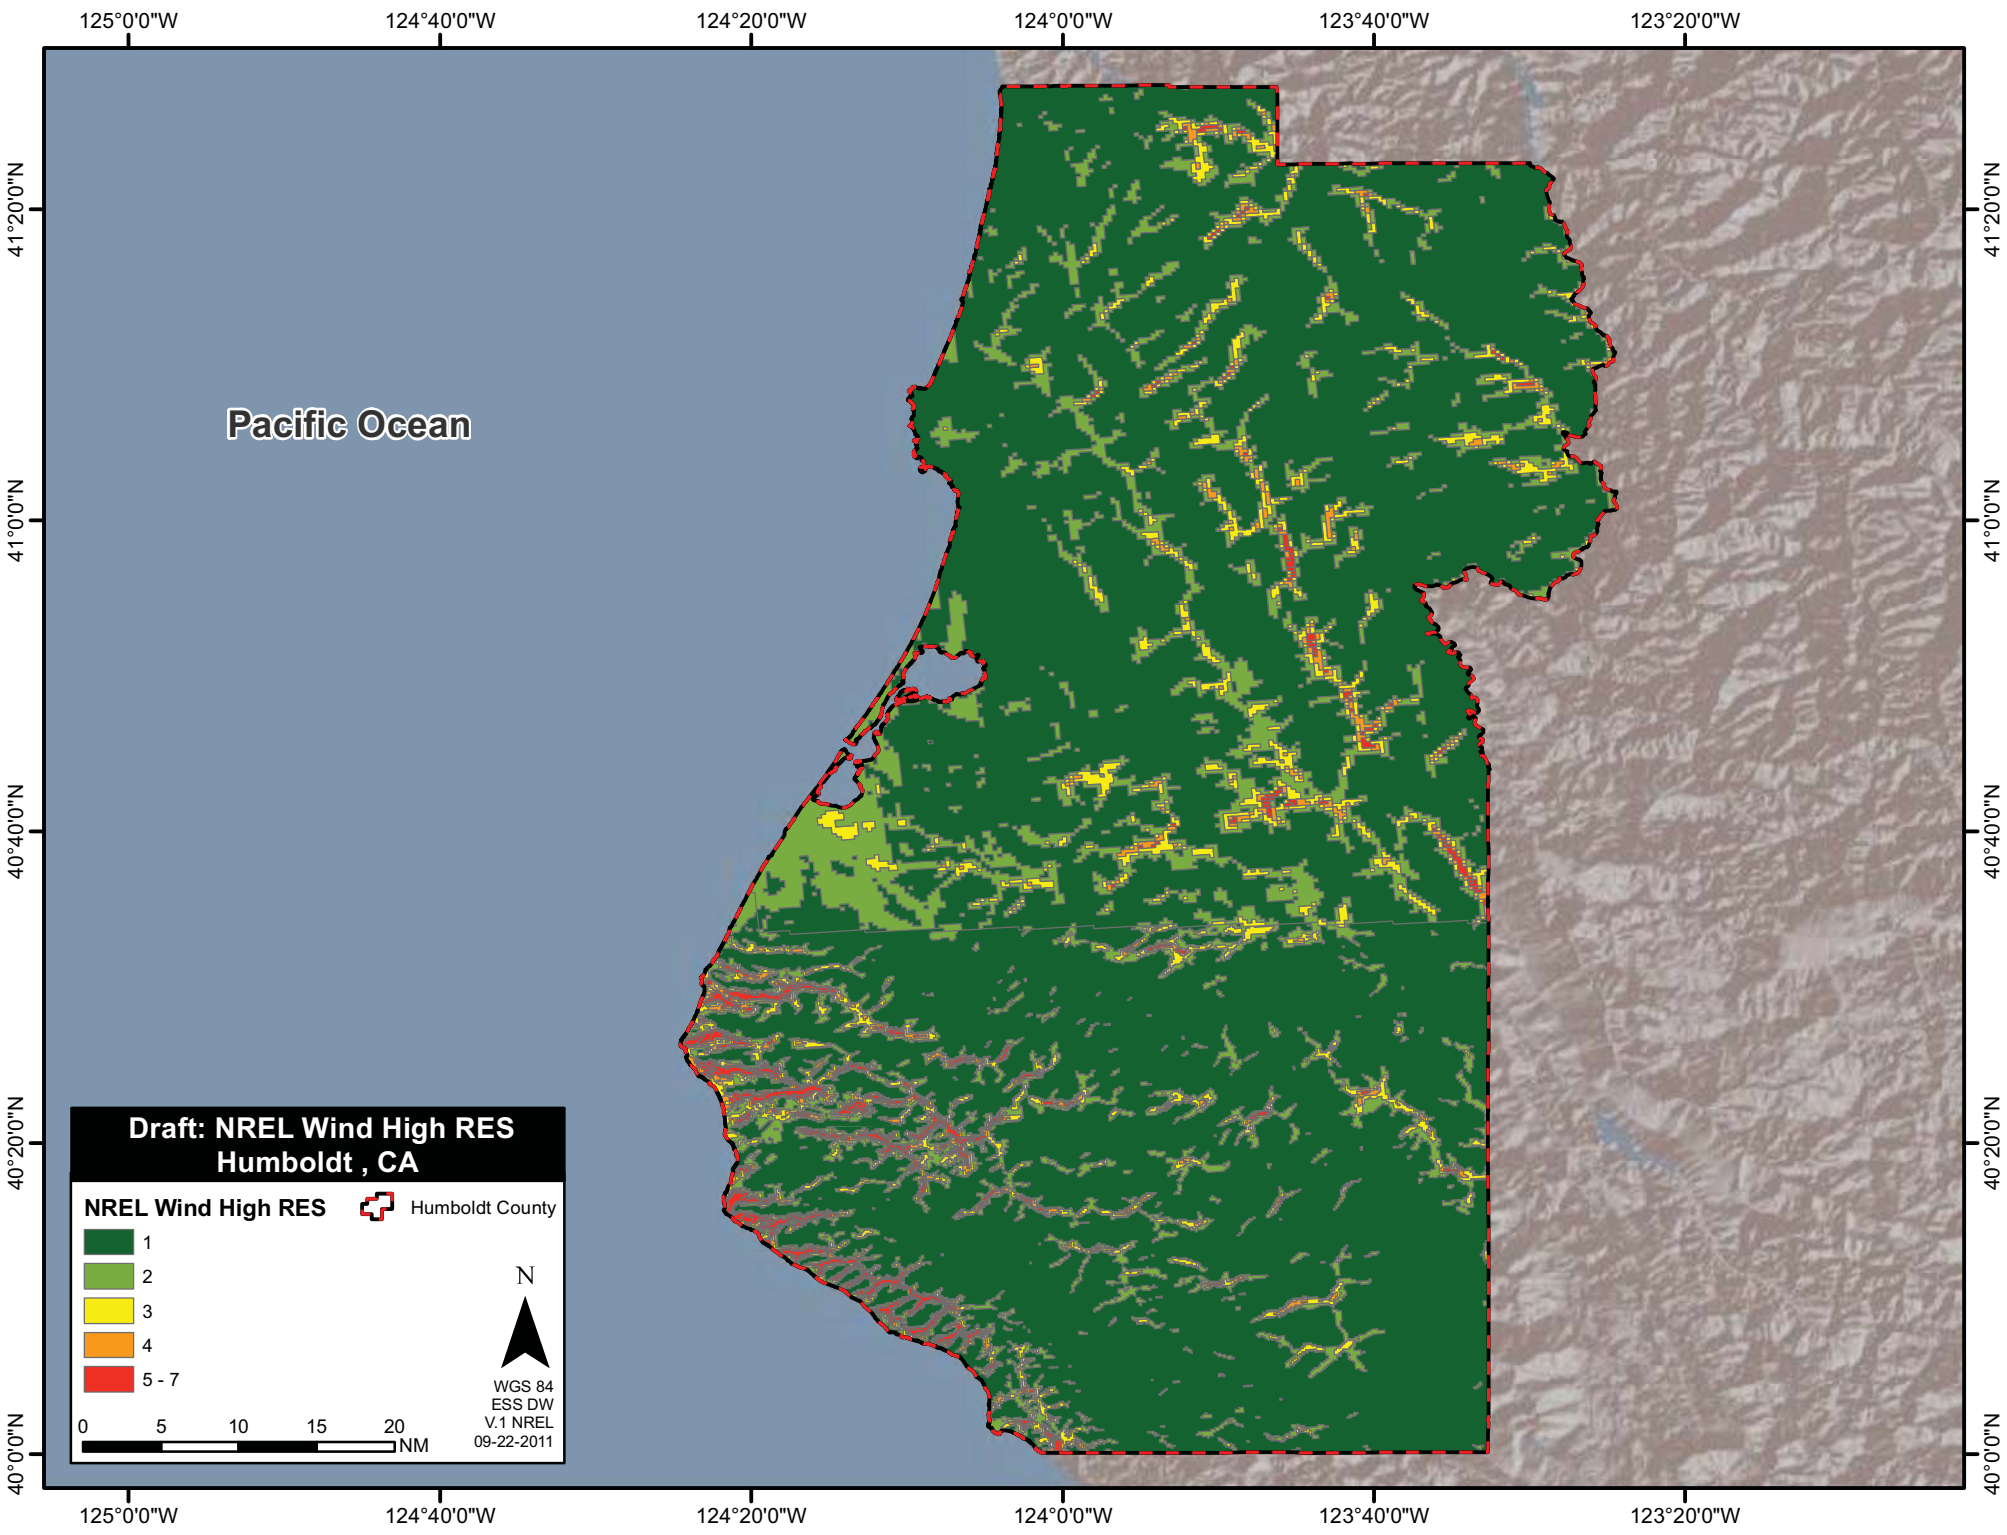 125°0'0"W 124°40'0"W 124°20'0"W 124°0'0"W 123°40'0"W 123°20'0"W
41°20'0"N
41°20'0"N
Pacific Ocean
41°0'0"N
41°0'0"N
40°40'0"N
40°40'0"N
40°20'0"N
40°20'0"N
Draft: NREL Wind High RES
Humboldt , CA
NREL Wind High RES
Humboldt County
1
2
3
4
5 - 7
N
WGS 84
ESS DW
V.1 NREL
09-22-2011
0 5 10 15 20
NM
40°0'0"N
40°0'0"N
125°0'0"W 124°40'0"W 124°20'0"W 124°0'0"W 123°40'0"W 123°20'0"W